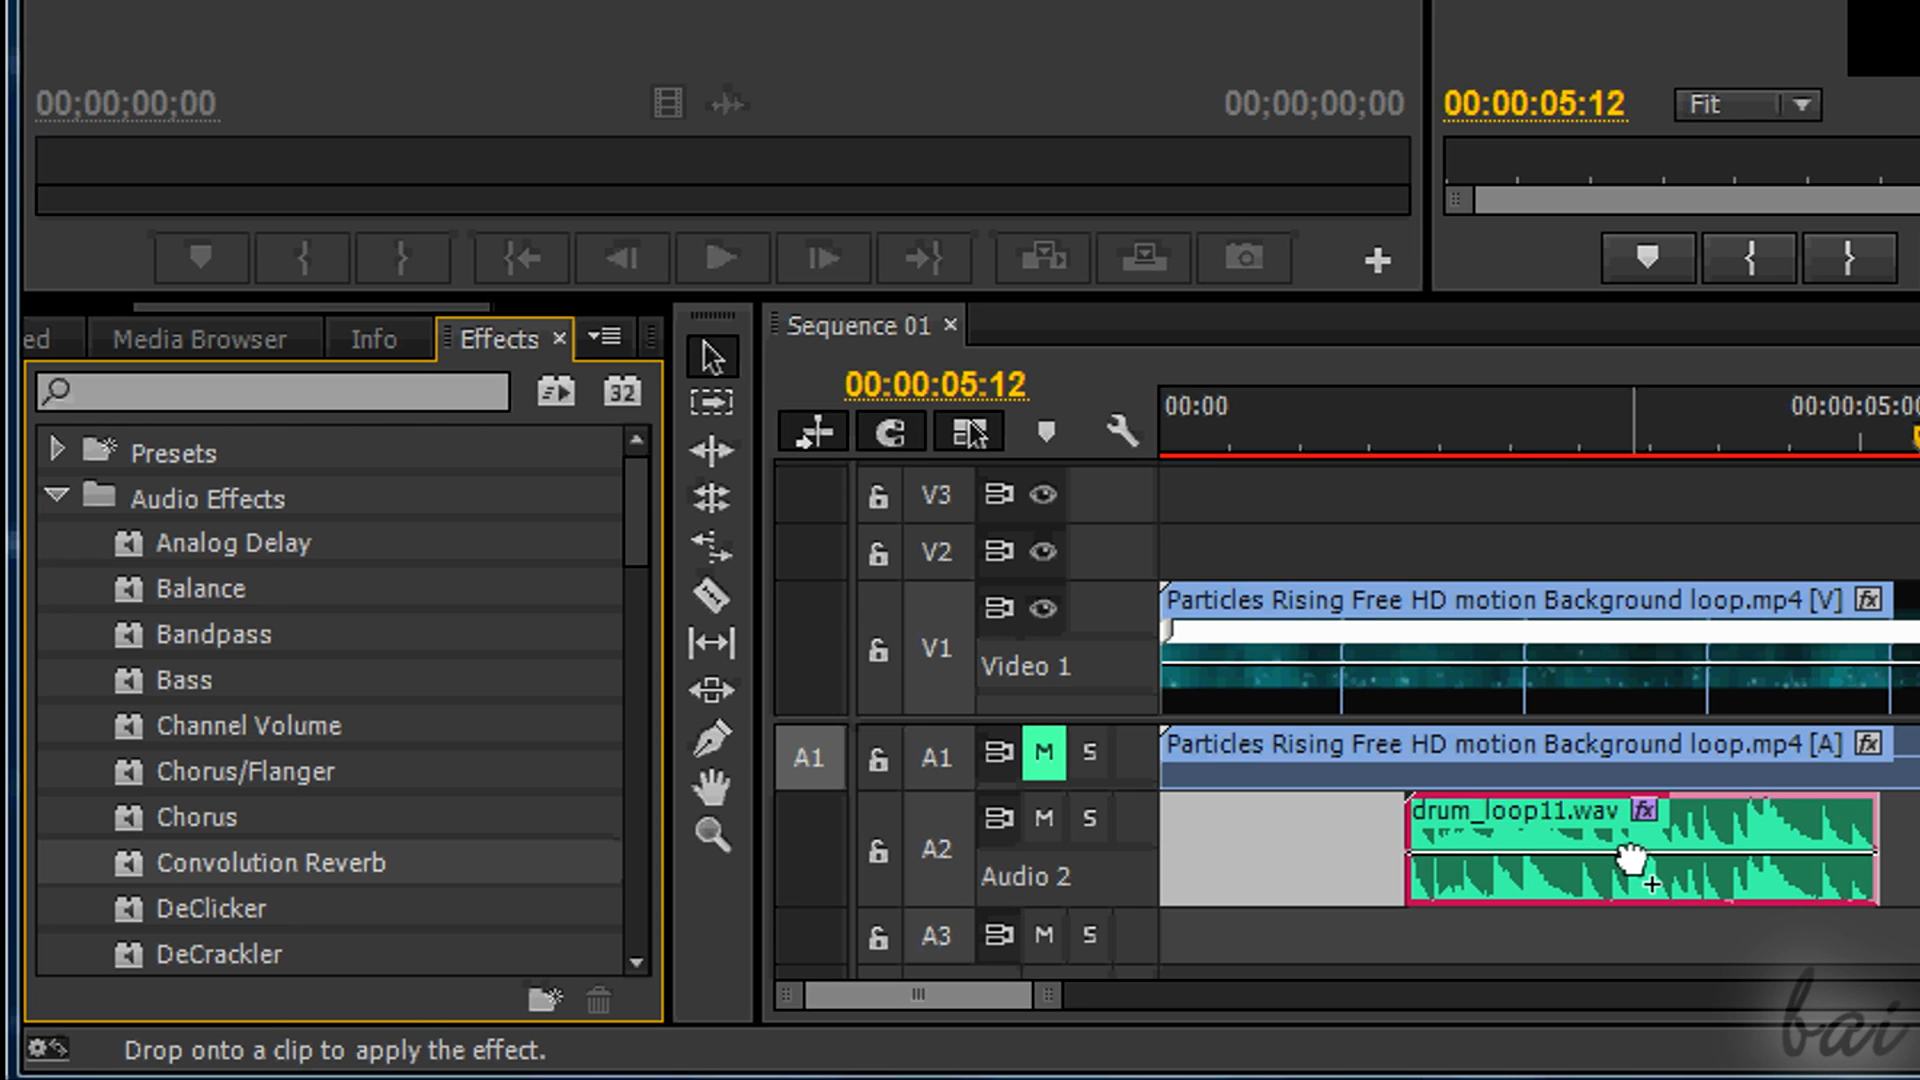 00;00;00;00
00;00;00;00
00:00:05:12
Fit
ed
Media Browser
Info
Effects
32
Presets
Audio Effects
Analog Delay
Balance
Bandpass
Bass
Channel Volume
Chorus/Flanger
Chorus
Convolution Reverb
DeClicker
DeCrackler
Drop onto a clip to apply the effect.
Sequence 01
00:00:05:12
00:00
00:00:05:00
V3
V2
V1
Video 1
Particles Rising Free HD motion Background loop.mp4 [V] fx
A1
A1
M
S
Particles Rising Free HD motion Background loop.mp4 [A] fx
A2
M
S
Audio 2
drum_loop11.wav fx
A3
M
S
bai